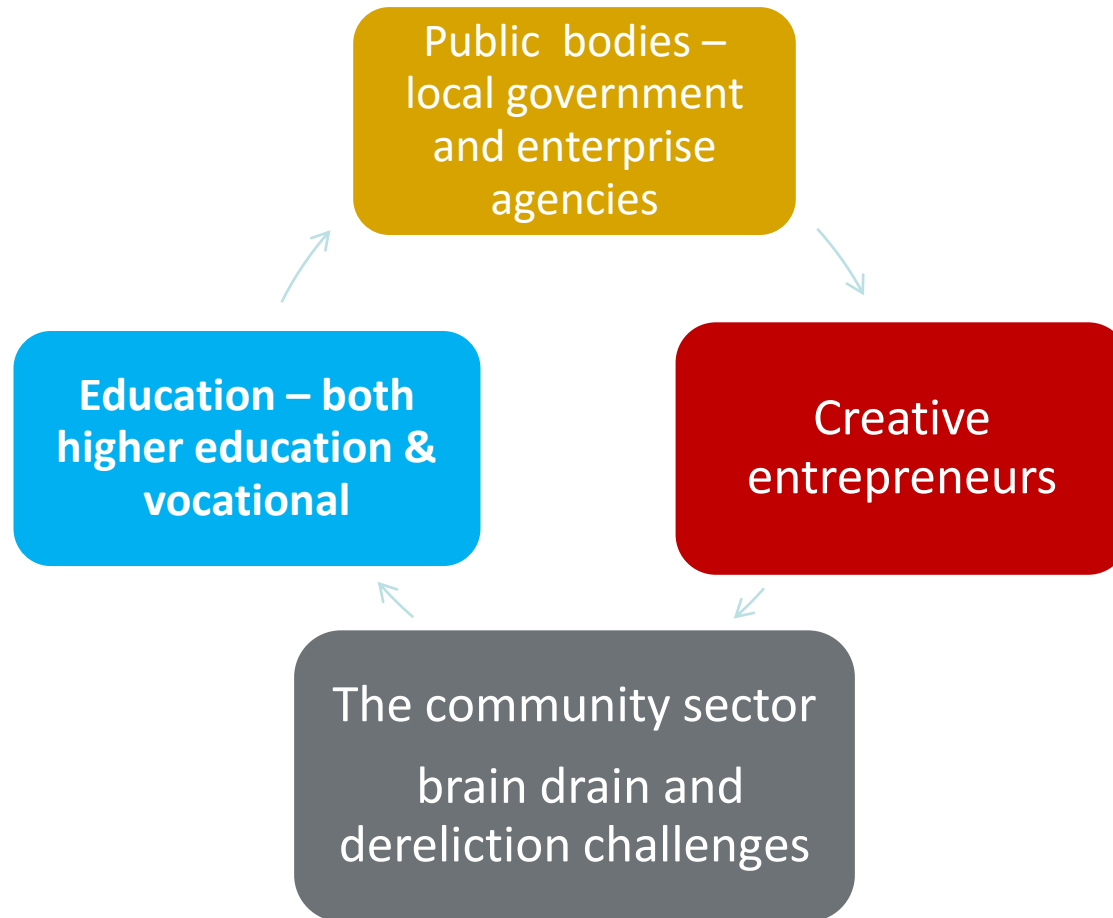 Public  bodies –
local government
and enterprise
agencies
Creative
entrepreneurs
The community sector
brain drain and
dereliction challenges
Education – both
higher education &
vocational